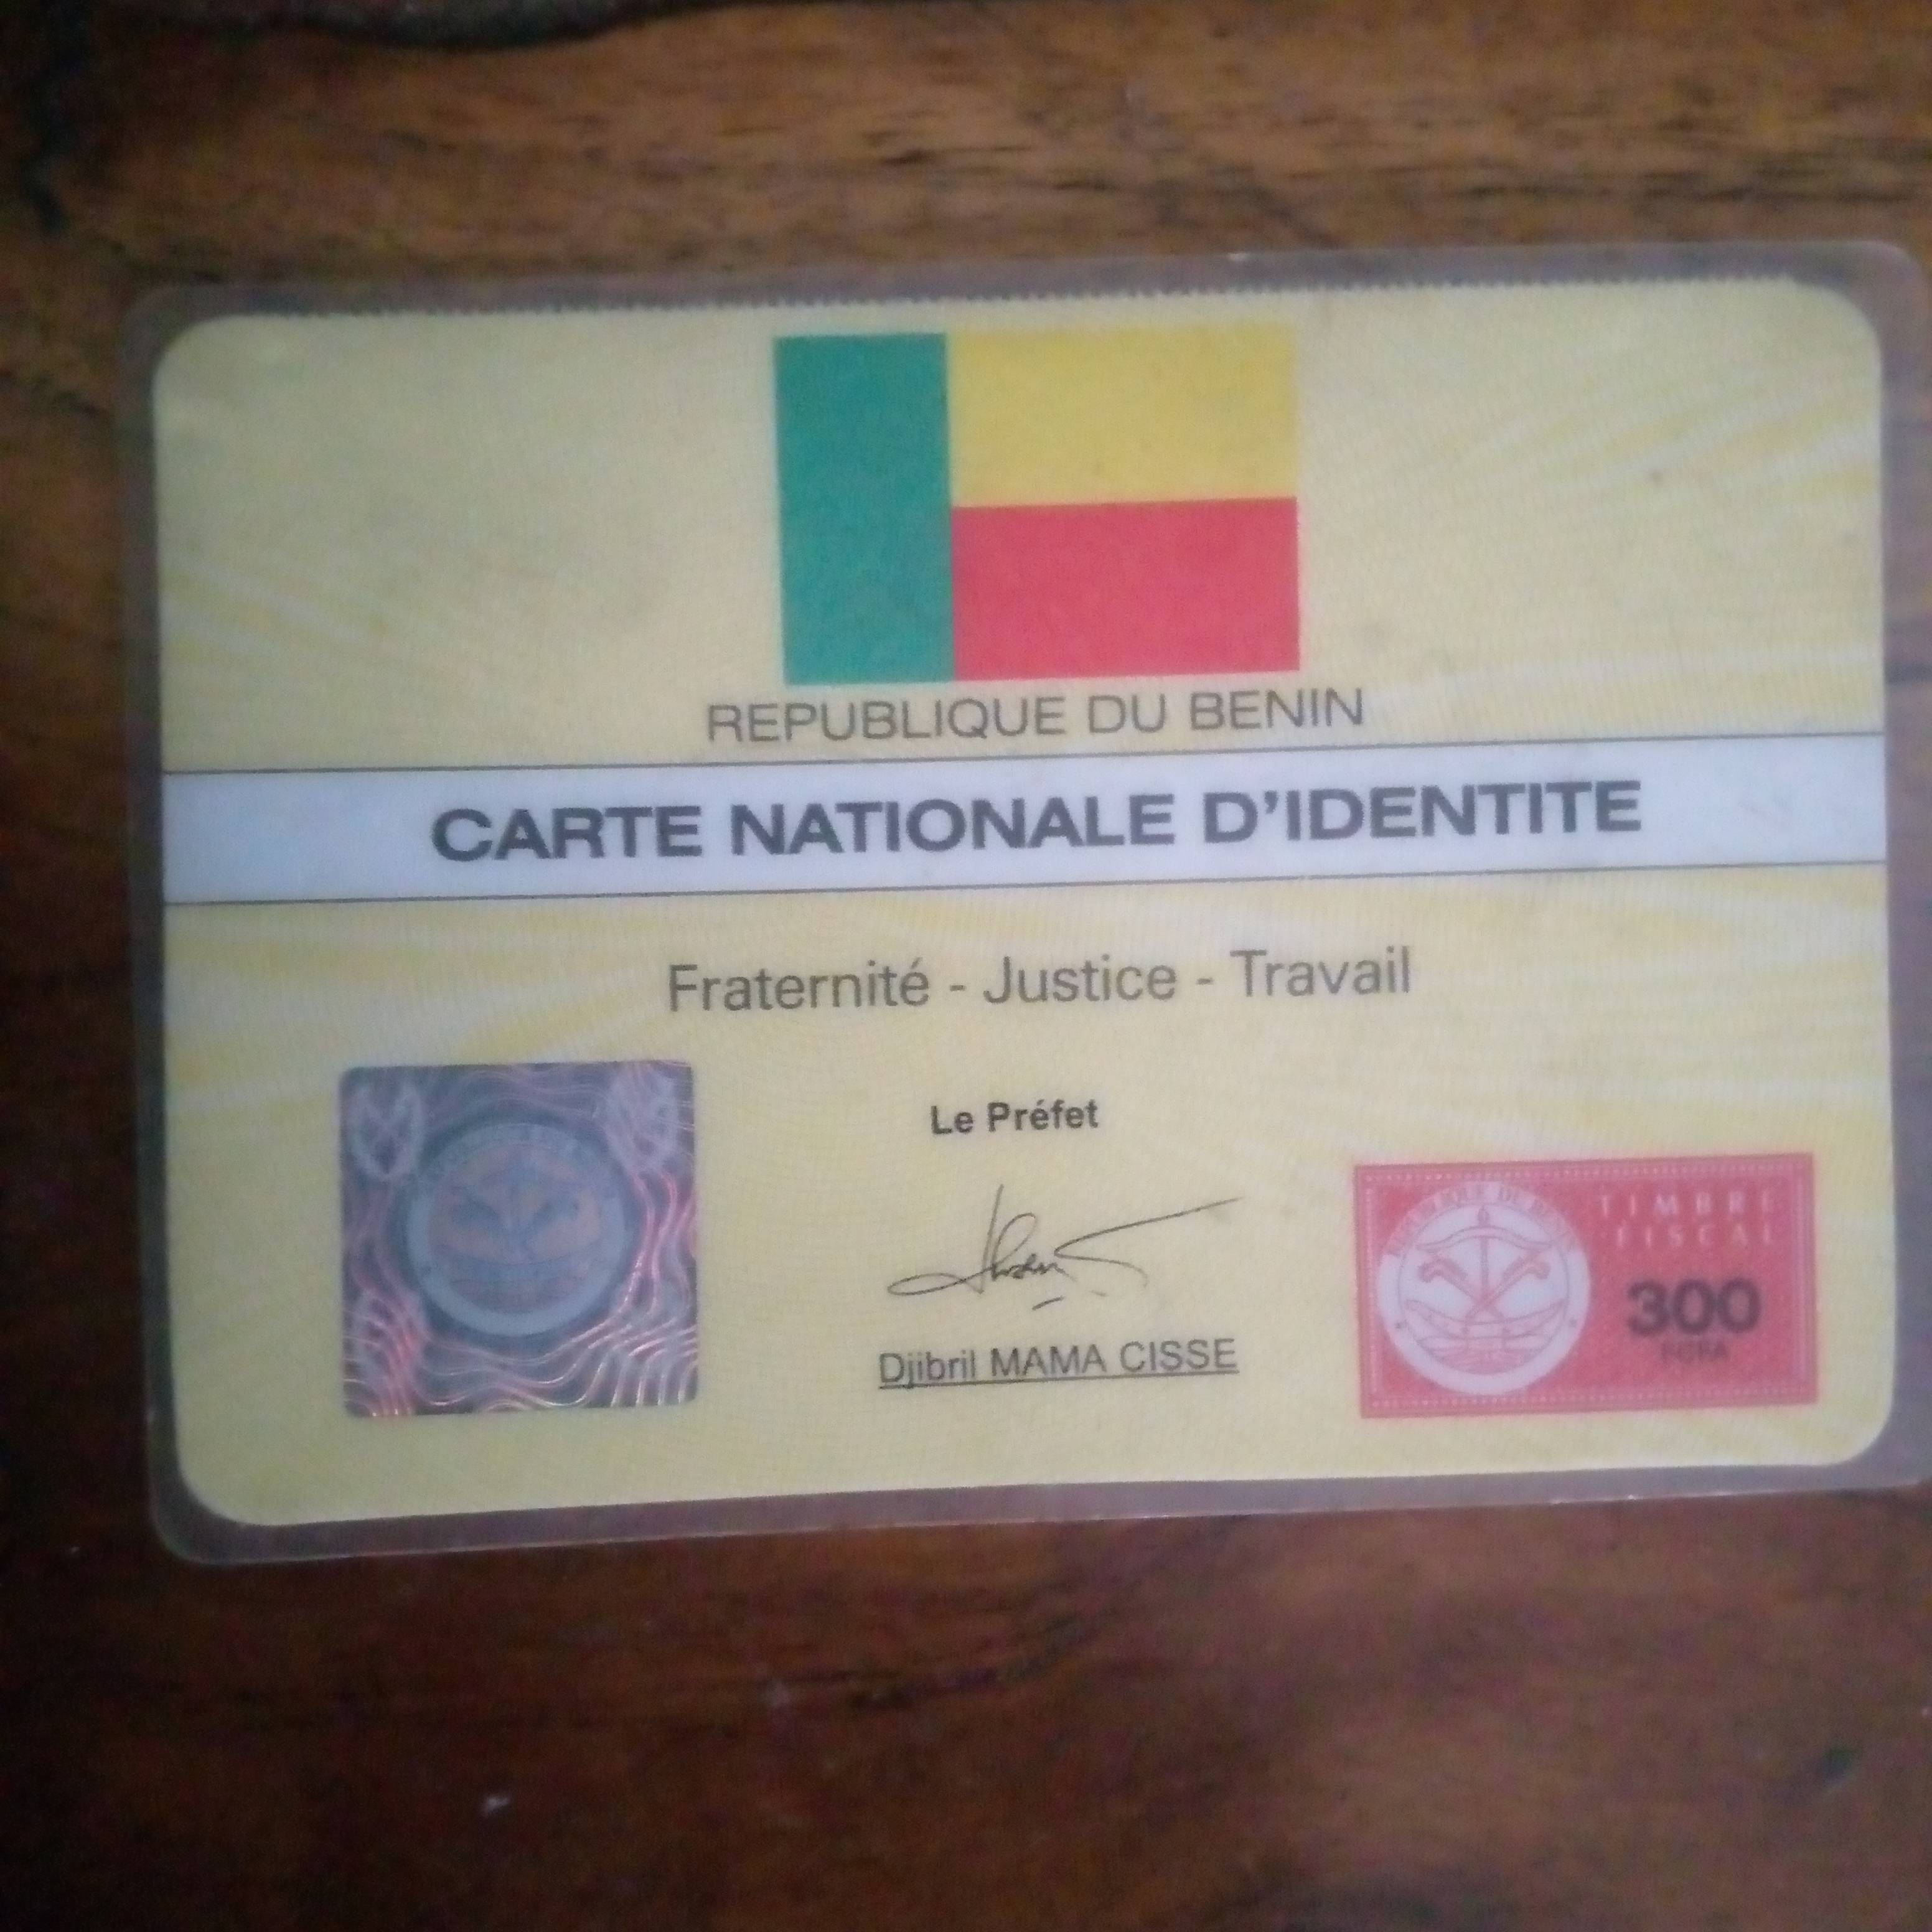 REPUBLIQUE DU BENIN
CARTE NATIONALE D'IDENTITE
Fraternité - Justice - Travail
Le Préfet
Djibril MAMA CISSE
REPUBLIQUE DU BENIN
TIMBRE
FISCAL
300
FCFA